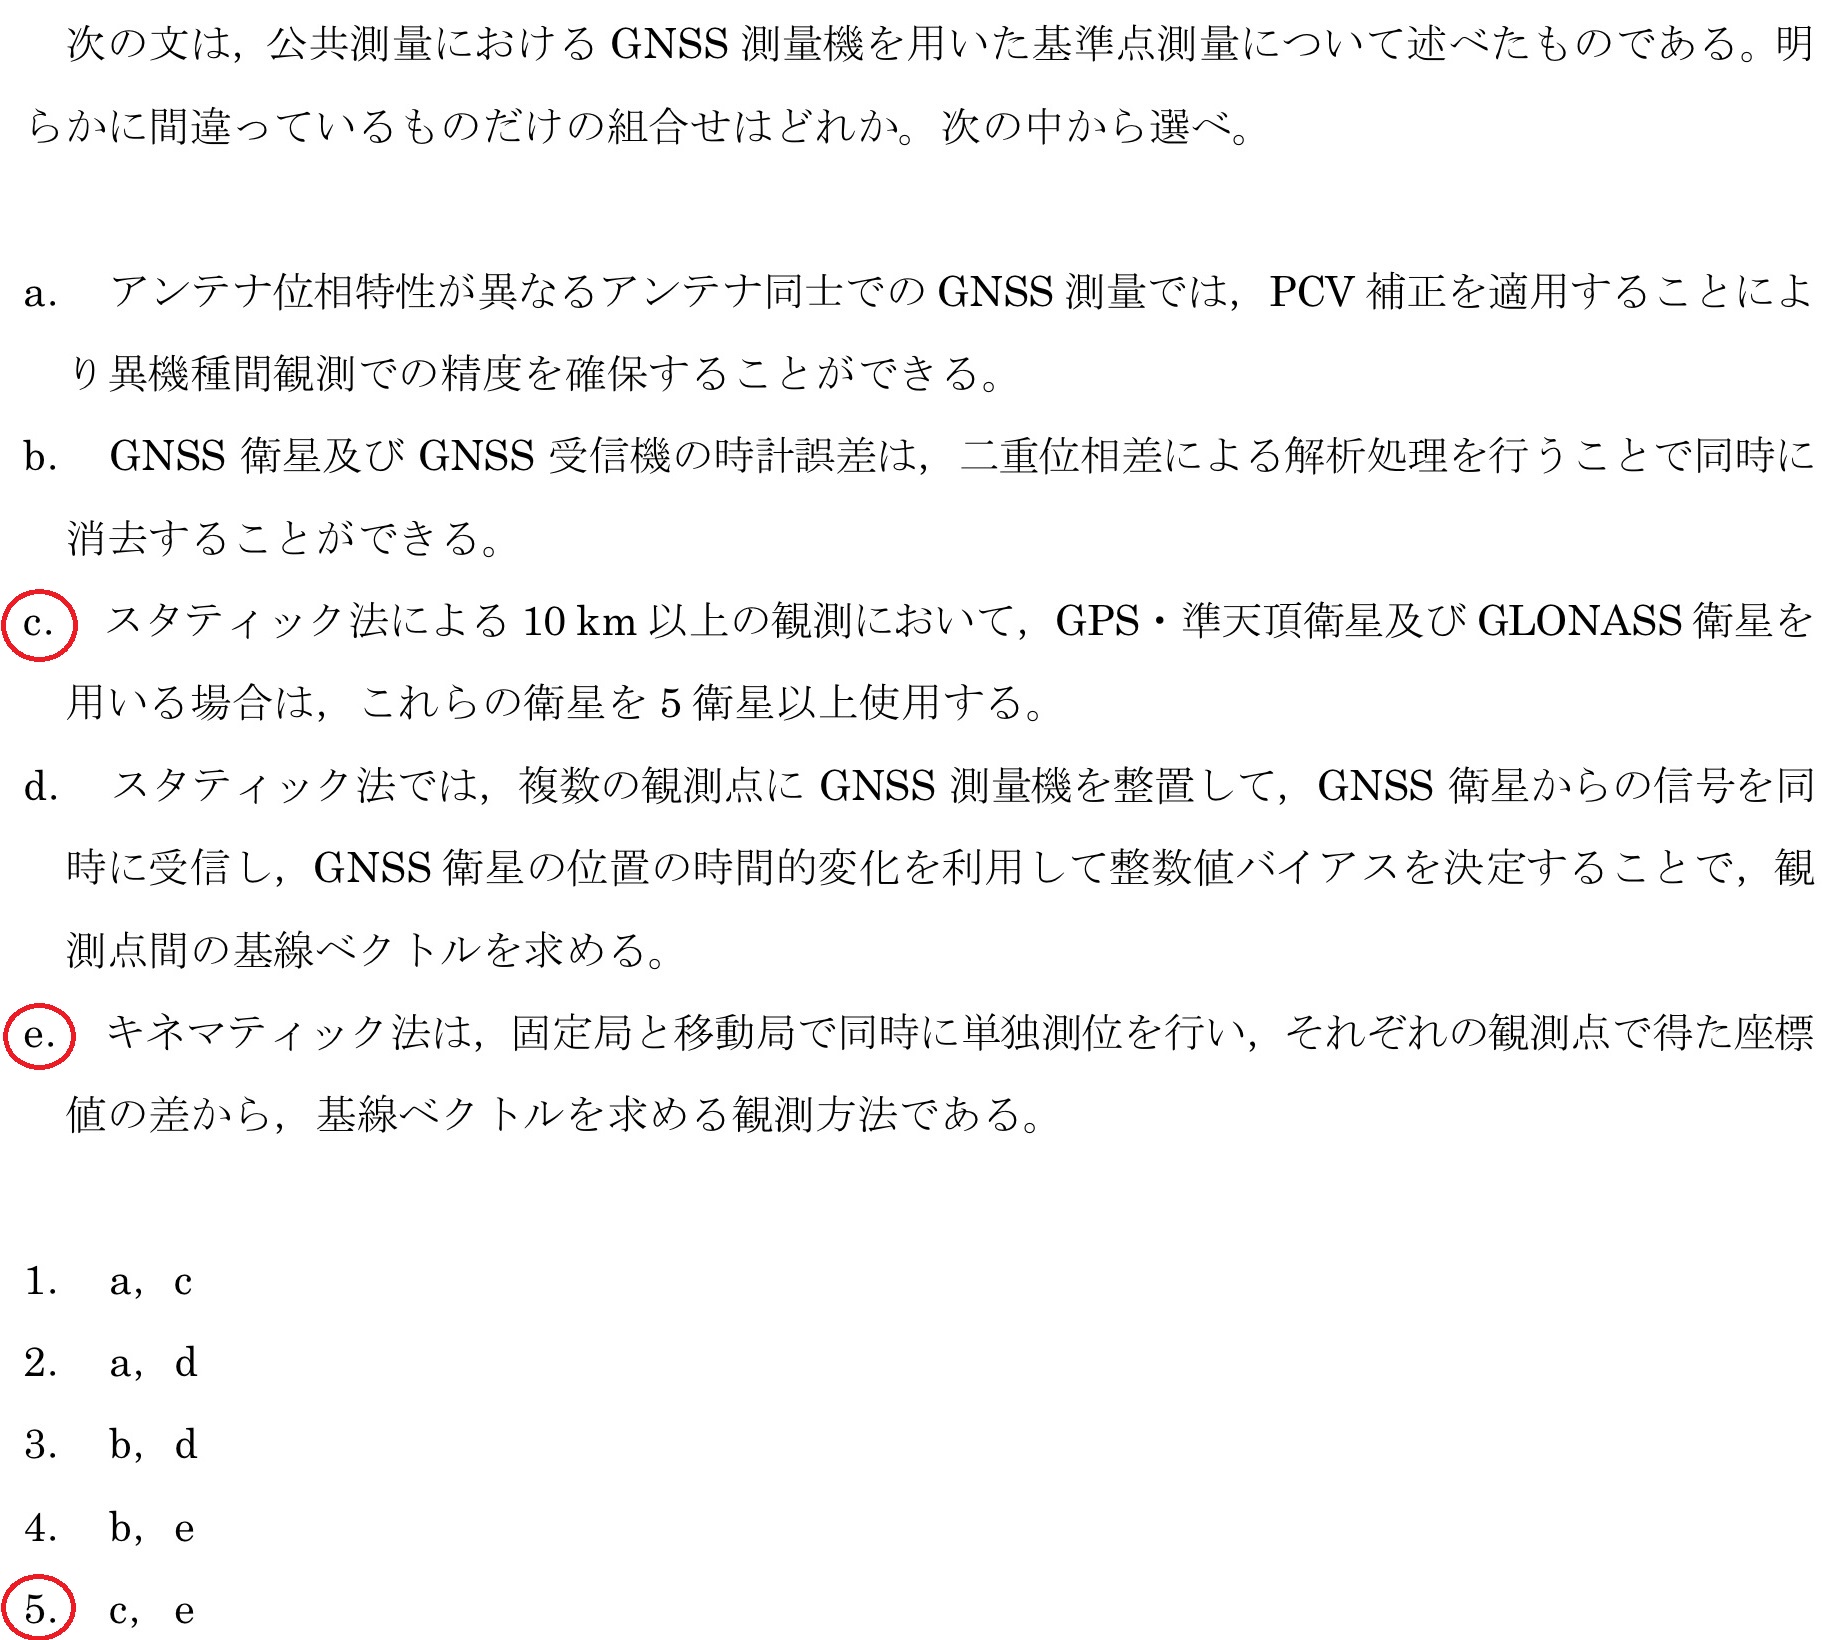 次の文は，公共測量における GNSS 測量機を用いた基準点測量について述べたものである。明
らかに間違っているものだけの組合せはどれか。次の中から選べ。
a. アンテナ位相特性が異なるアンテナ同士での GNSS 測量では，PCV 補正を適用することによ
り異機種間観測での精度を確保することができる。
b. GNSS 衛星及び GNSS 受信機の時計誤差は，二重位相差による解析処理を行うことで同時に
消去することができる。
c. スタティック法による 10 km 以上の観測において，GPS・準天頂衛星及び GLONASS 衛星を
用いる場合は，これらの衛星を 5 衛星以上使用する。
d. スタティック法では，複数の観測点に GNSS 測量機を整置して，GNSS 衛星からの信号を同
時に受信し，GNSS 衛星の位置の時間的変化を利用して整数値バイアスを決定することで，観
測点間の基線ベクトルを求める。
e. キネマティック法は，固定局と移動局で同時に単独測位を行い，それぞれの観測点で得た座標
値の差から，基線ベクトルを求める観測方法である。
1. a，c
2. a，d
3. b，d
4. b，e
5. c，e